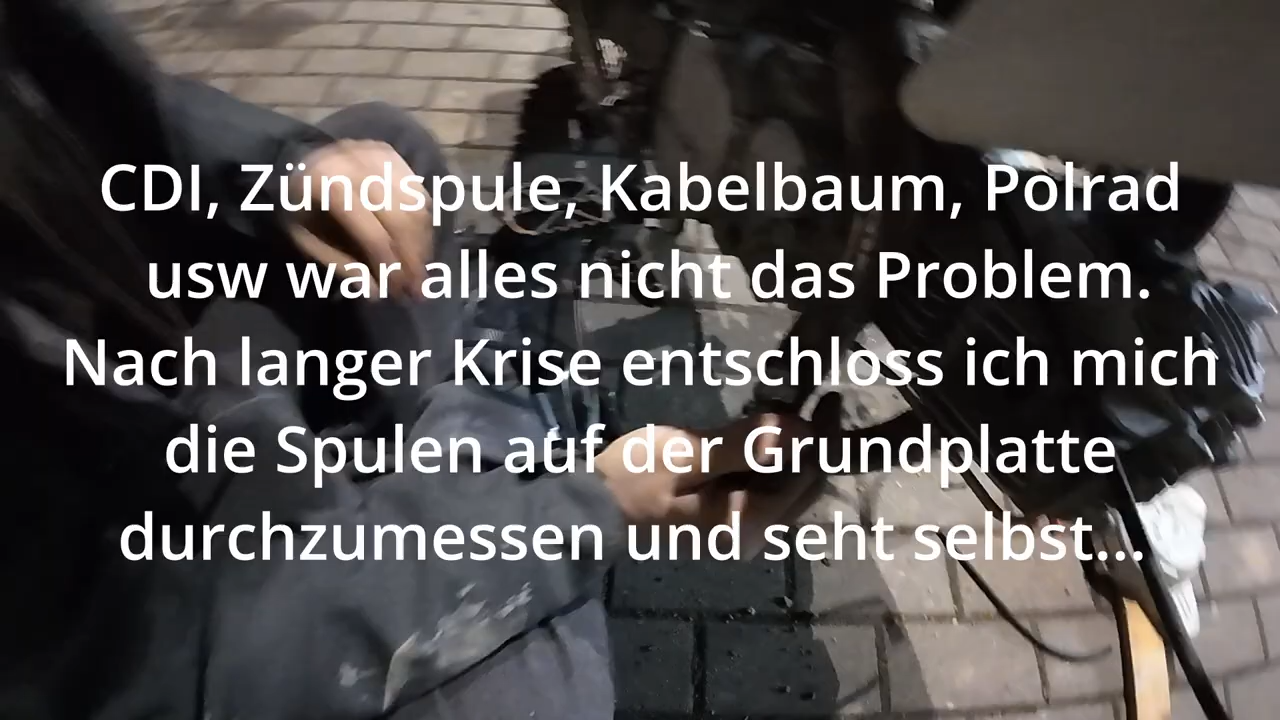 CDI, Zündspule, Kabelbaum, Polrad
usw war alles nicht das Problem.
Nach langer Krise entschloss ich mich
die Spulen auf der Grundplatte
durchzumessen und seht selbst...